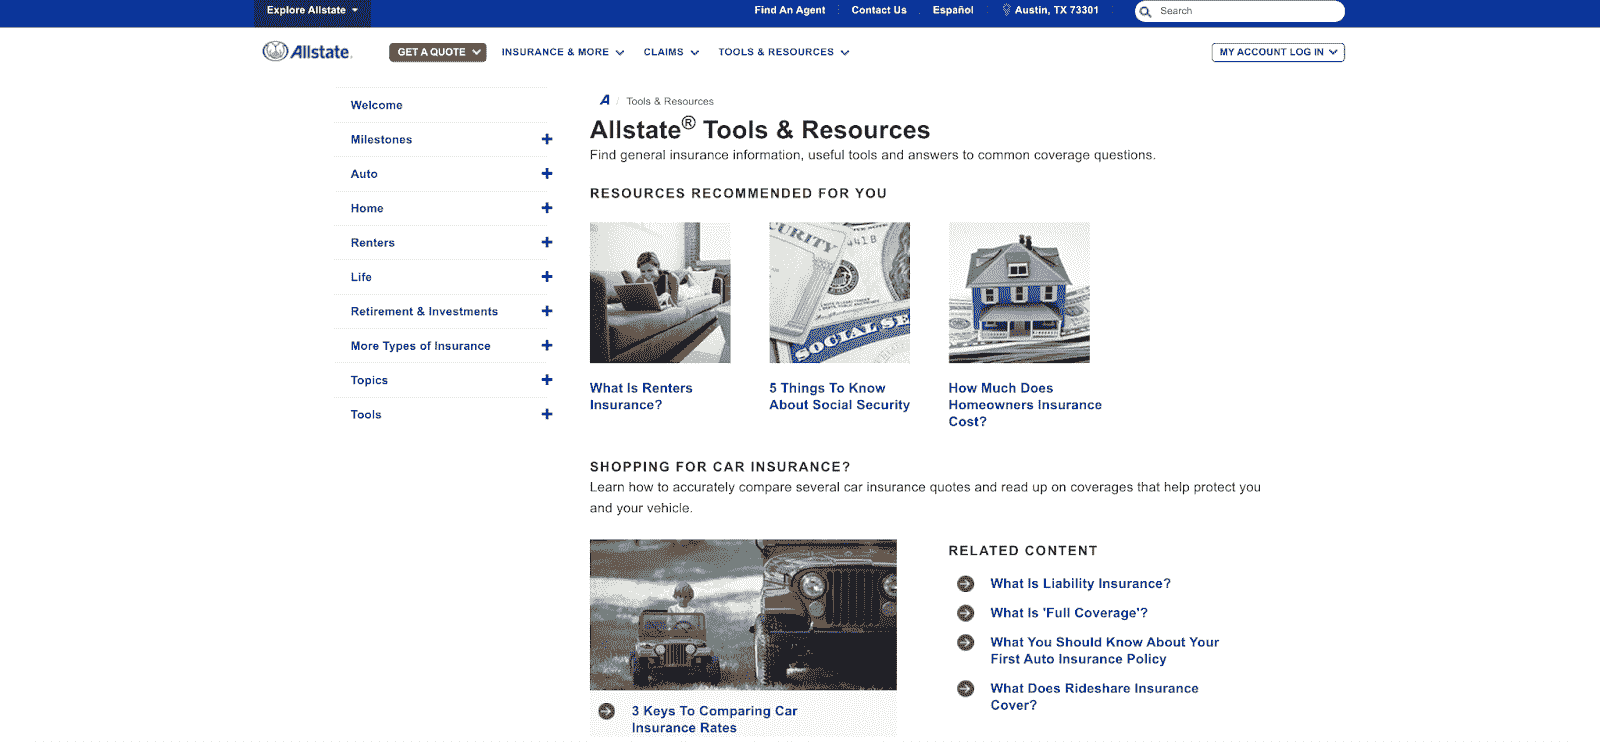 Explore Allstate
Find An Agent
Contact Us
Español
Austin, TX 73301
Search
Allstate
GET A QUOTE
INSURANCE & MORE
CLAIMS
TOOLS & RESOURCES
MY ACCOUNT LOG IN
Welcome
Milestones
Auto
Home
Renters
Life
Retirement & Investments
More Types of Insurance
Topics
Tools
A / Tools & Resources
Allstate® Tools & Resources
Find general insurance information, useful tools and answers to common coverage questions.
RESOURCES RECOMMENDED FOR YOU
URITY
441B
SOCIAL SE
What Is Renters
Insurance?
5 Things To Know
About Social Security
How Much Does
Homeowners Insurance
Cost?
SHOPPING FOR CAR INSURANCE?
Learn how to accurately compare several car insurance quotes and read up on coverages that help protect you
and your vehicle.
3 Keys To Comparing Car
Insurance Rates
RELATED CONTENT
What Is Liability Insurance?
What Is 'Full Coverage'?
What You Should Know About Your
First Auto Insurance Policy
What Does Rideshare Insurance
Cover?